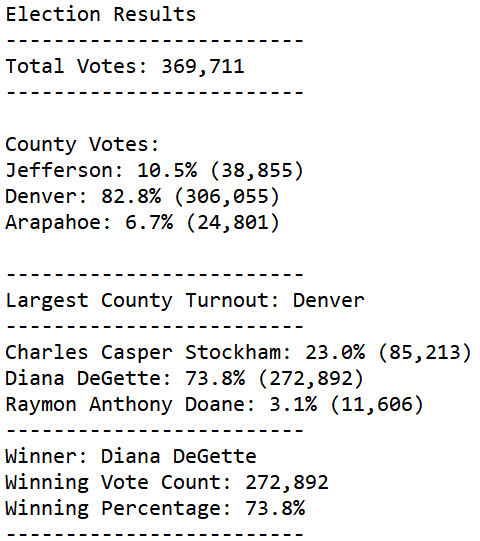 Election Results
-------------------------
Total Votes: 369,711
-------------------------

County Votes:
Jefferson: 10.5% (38,855)
Denver: 82.8% (306,055)
Arapahoe: 6.7% (24,801)

-------------------------
Largest County Turnout: Denver
-------------------------
Charles Casper Stockham: 23.0% (85,213)
Diana DeGette: 73.8% (272,892)
Raymon Anthony Doane: 3.1% (11,606)
-------------------------
Winner: Diana DeGette
Winning Vote Count: 272,892
Winning Percentage: 73.8%
-------------------------